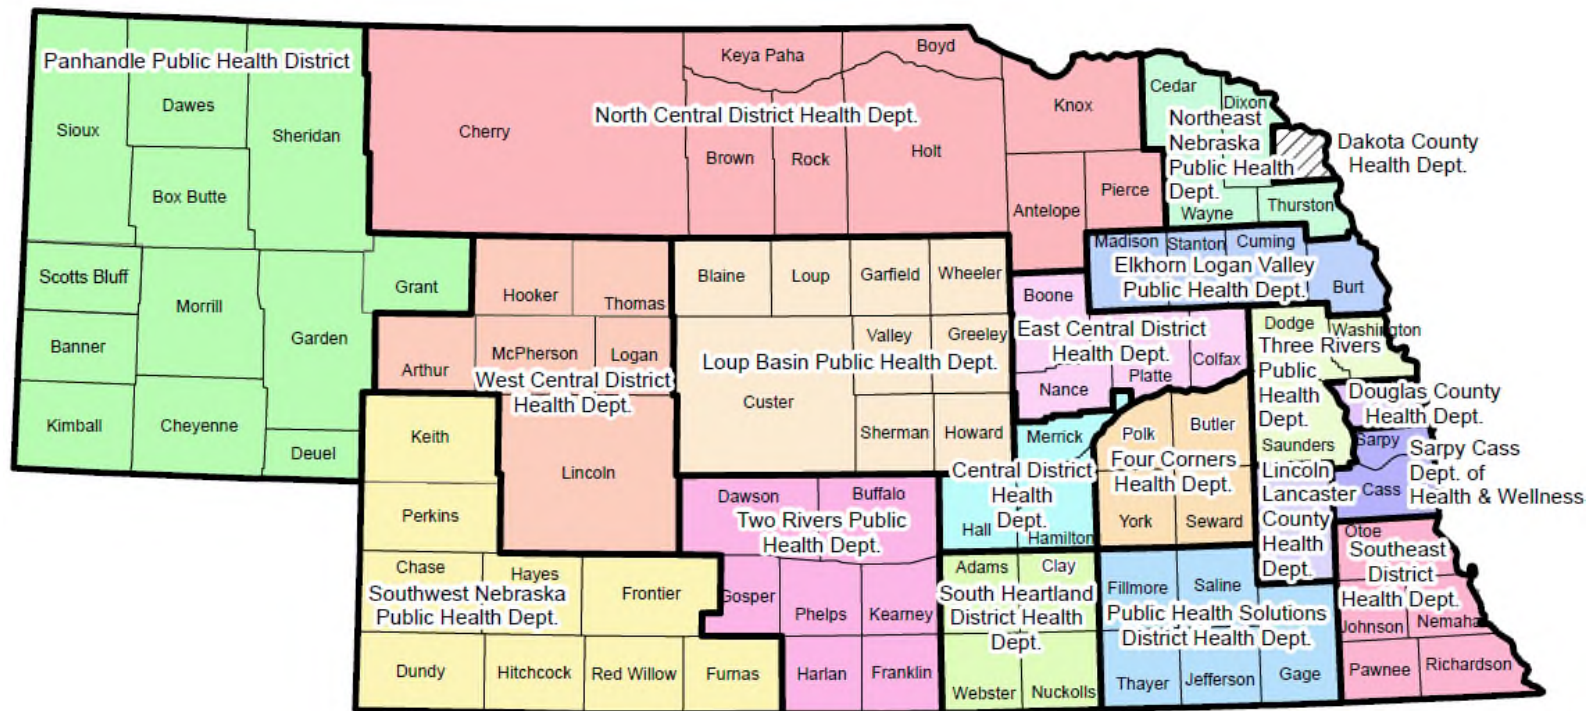 Panhandle Public Health District
Sioux
Dawes
Sheridan
Box Butte
Scotts Bluff
Morrill
Garden
Grant
Banner
Kimball
Cheyenne
Deuel
North Central District Health Dept.
Cherry
Keya Paha
Boyd
Brown
Rock
Holt
Knox
Antelope
Pierce
Cedar
Dixon
Northeast
Nebraska
Public Health
Dept.
Wayne
Thurston
Dakota County
Health Dept.
Madison
Stanton
Cuming
Burt
Elkhorn Logan Valley
Public Health Dept.
Hooker
Thomas
Arthur
McPherson
Logan
West Central District
Health Dept.
Lincoln
Blaine
Loup
Garfield
Wheeler
Valley
Greeley
Loup Basin Public Health Dept.
Custer
Sherman
Howard
Boone
East Central District
Health Dept.
Colfax
Platte
Nance
Dodge
Washington
Three Rivers
Public
Health
Dept.
Saunders
Douglas County
Health Dept.
Sarpy
Cass
Sarpy Cass
Dept. of
Health & Wellness
Merrick
Central District
Health
Dept.
Hall
Hamilton
Polk
Butler
Four Corners
Health Dept.
York
Seward
Lincoln
Lancaster
County
Health
Dept.
Keith
Perkins
Chase
Hayes
Frontier
Southwest Nebraska
Public Health Dept.
Dundy
Hitchcock
Red Willow
Furnas
Dawson
Buffalo
Two Rivers Public
Health Dept.
Gosper
Phelps
Kearney
Harlan
Franklin
Adams
Clay
South Heartland
District Health
Dept.
Webster
Nuckolls
Fillmore
Saline
Public Health Solutions
District Health Dept.
Thayer
Jefferson
Gage
Otoe
Southeast
District
Health Dept.
Johnson
Nemaha
Pawnee
Richardson